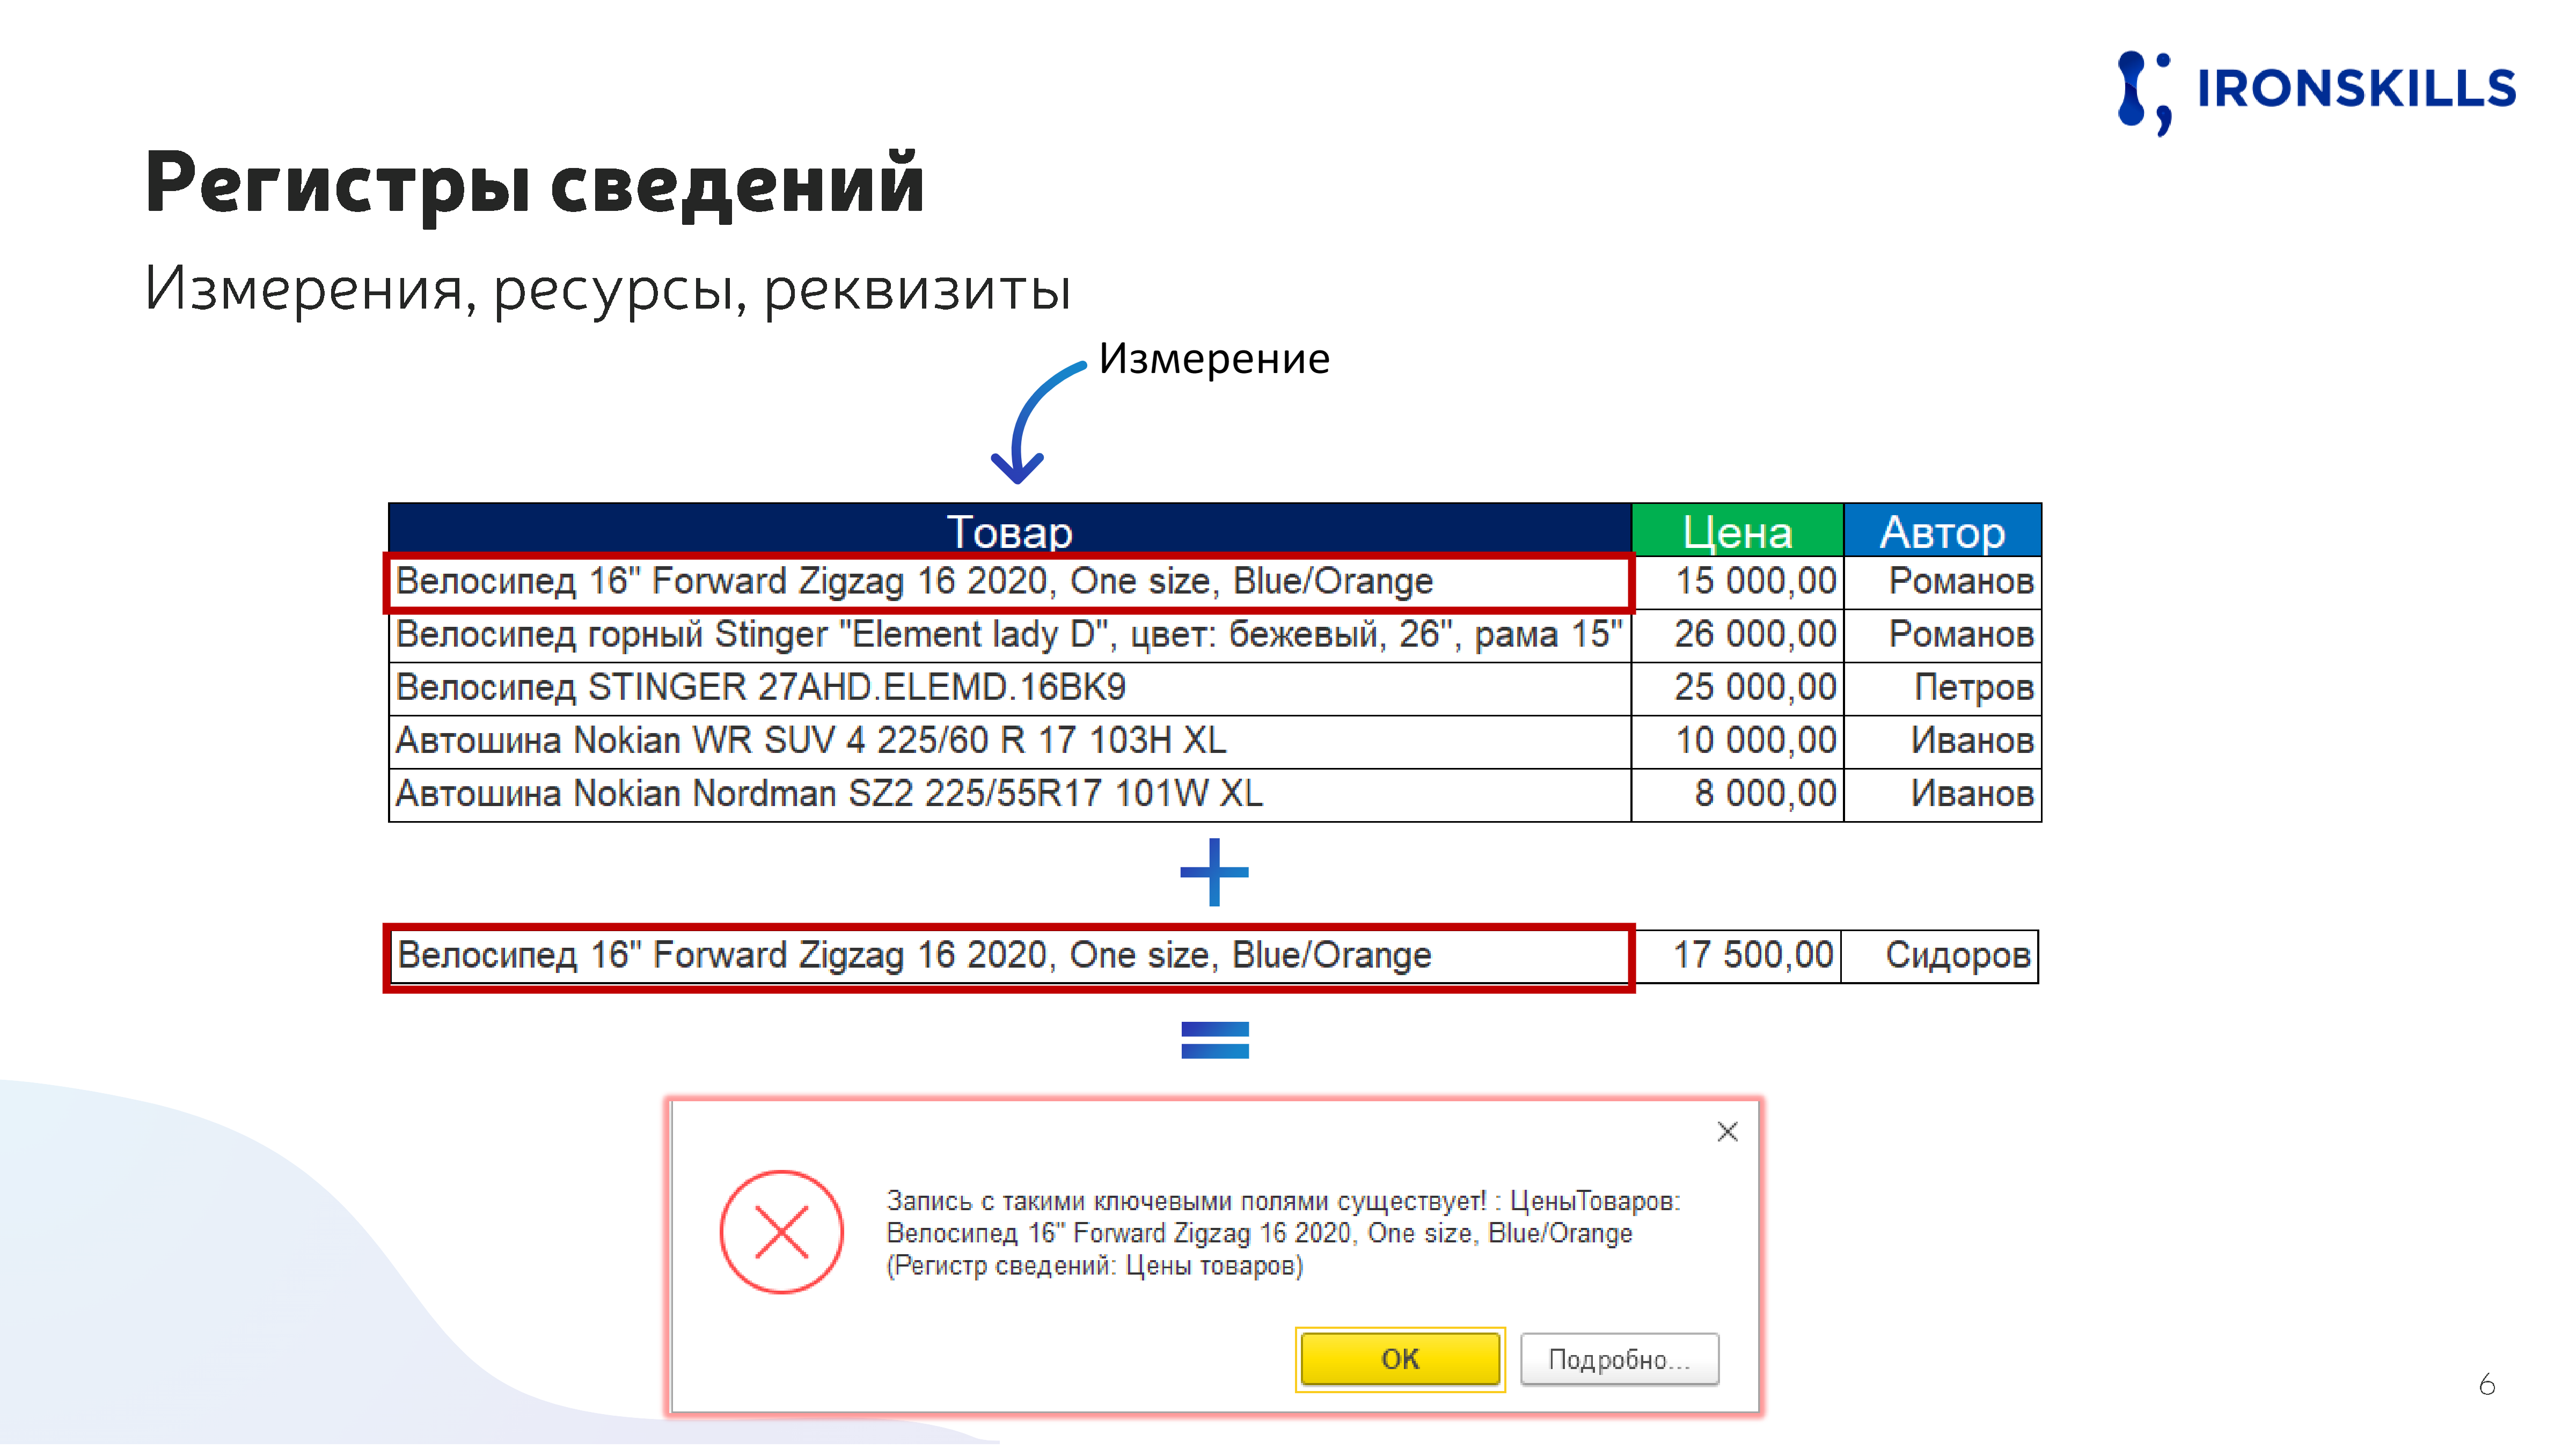 IRONSKILLS
Регистры сведений
Измерения, ресурсы, реквизиты
Измерение
Товар Цена Автор
Велосипед 16" Forward Zigzag 16 2020, One size, Blue/Orange 15 000,00 Романов
Велосипед горный Stinger "Element lady D", цвет: бежевый, 26", рама 15" 26 000,00 Романов
Велосипед STINGER 27AHD.ELEMD.16BK9 25 000,00 Петров
Автошина Nokian WR SUV 4 225/60 R 17 103H XL 10 000,00 Иванов
Автошина Nokian Nordman SZ2 225/55R17 101W XL 8 000,00 Иванов
+
Велосипед 16" Forward Zigzag 16 2020, One size, Blue/Orange 17 500,00 Сидоров
=
Запись с такими ключевыми полями существует! : ЦеныТоваров:
Велосипед 16" Forward Zigzag 16 2020, One size, Blue/Orange
(Регистр сведений: Цены товаров)
ОК Подробно...
6